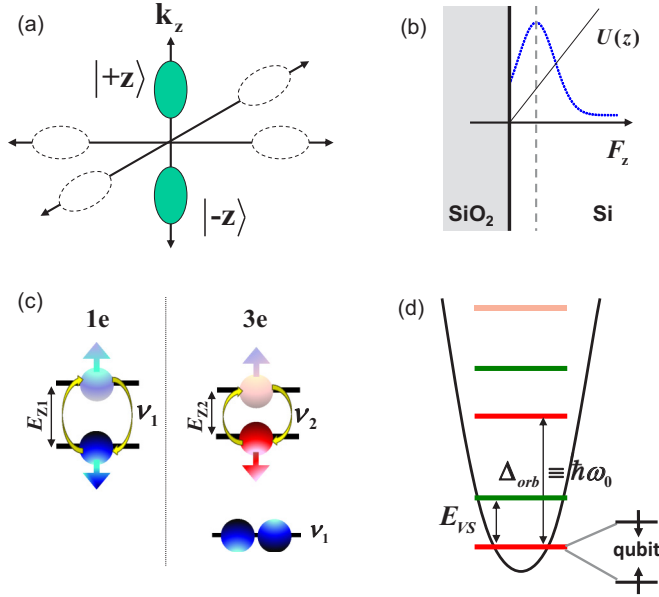 (a)
k_z
|+z⟩
|-z⟩
(b)
U(z)
F_z
SiO₂
Si
(c)
1e
3e
E_Z1
ν₁
E_Z2
ν₂
ν₁
(d)
Δ_orb ≡ ħω₀
E_VS
qubit